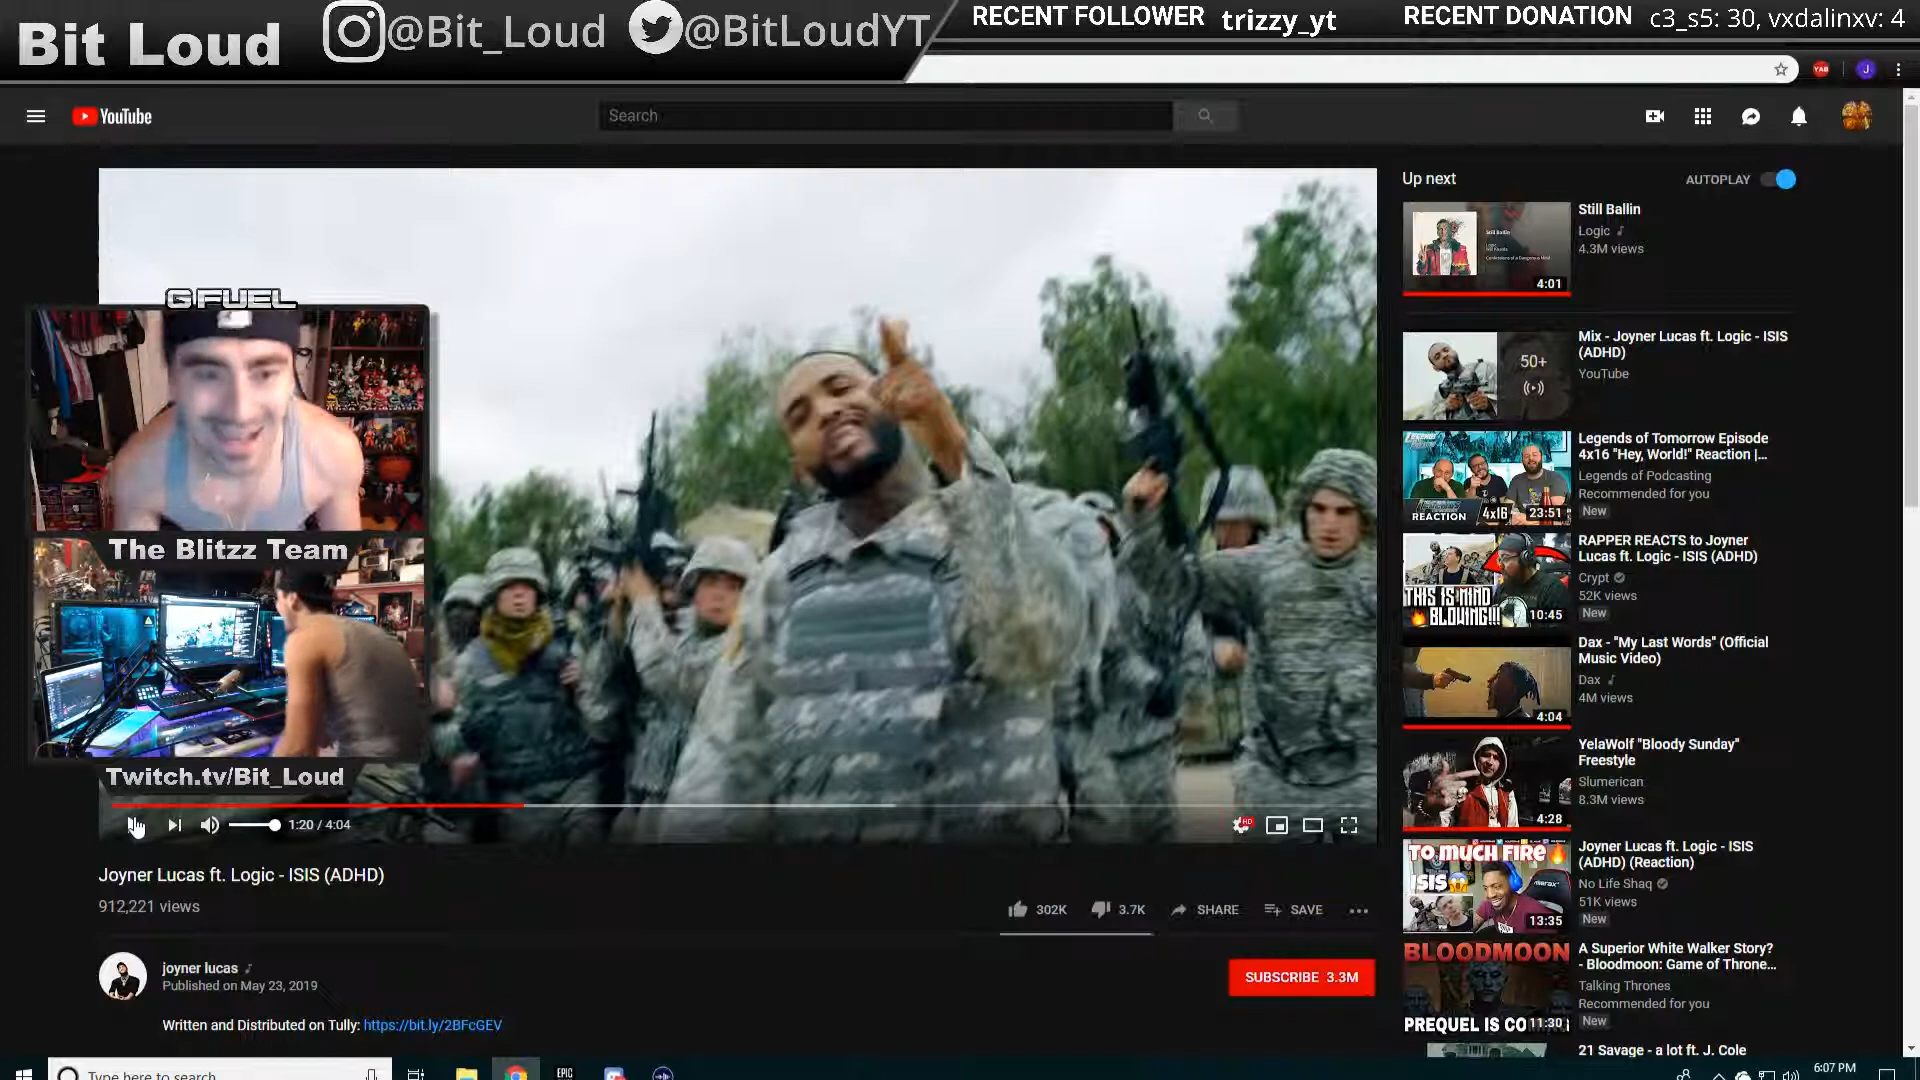 Bit Loud
@Bit_Loud
@BitLoudYT
RECENT FOLLOWER trizzy_yt
RECENT DONATION c3_s5: 30, vxdalinxv: 4
YAB
J
YouTube
Search
Up next
AUTOPLAY
Still Ballin
Logic
4.3M views
4:01
Mix - Joyner Lucas ft. Logic - ISIS
(ADHD)
YouTube
50+
Legends of Tomorrow Episode
4x16 "Hey, World!" Reaction |...
Legends of Podcasting
Recommended for you
New
REACTION 4x16 23:51
RAPPER REACTS to Joyner
Lucas ft. Logic - ISIS (ADHD)
Crypt
52K views
New
THIS IS MIND
BLOWING!!!
10:45
Dax - "My Last Words" (Official
Music Video)
Dax
4M views
4:04
YelaWolf "Bloody Sunday"
Freestyle
Slumerican
8.3M views
4:28
Joyner Lucas ft. Logic - ISIS
(ADHD) (Reaction)
No Life Shaq
51K views
New
TO MUCH FIRE
ISIS
13:35
A Superior White Walker Story?
- Bloodmoon: Game of Throne...
Talking Thrones
Recommended for you
New
BLOODMOON
PREQUEL IS CO
11:30
21 Savage - a lot ft. J. Cole
G FUEL
The Blitzz Team
Twitch.tv/Bit_Loud
1:20 / 4:04
HD
Joyner Lucas ft. Logic - ISIS (ADHD)
912,221 views
302K
3.7K
SHARE
SAVE
joyner lucas
Published on May 23, 2019
SUBSCRIBE 3.3M
Written and Distributed on Tully: https://bit.ly/2BFcGEV
Type here to search
EPIC
6:07 PM